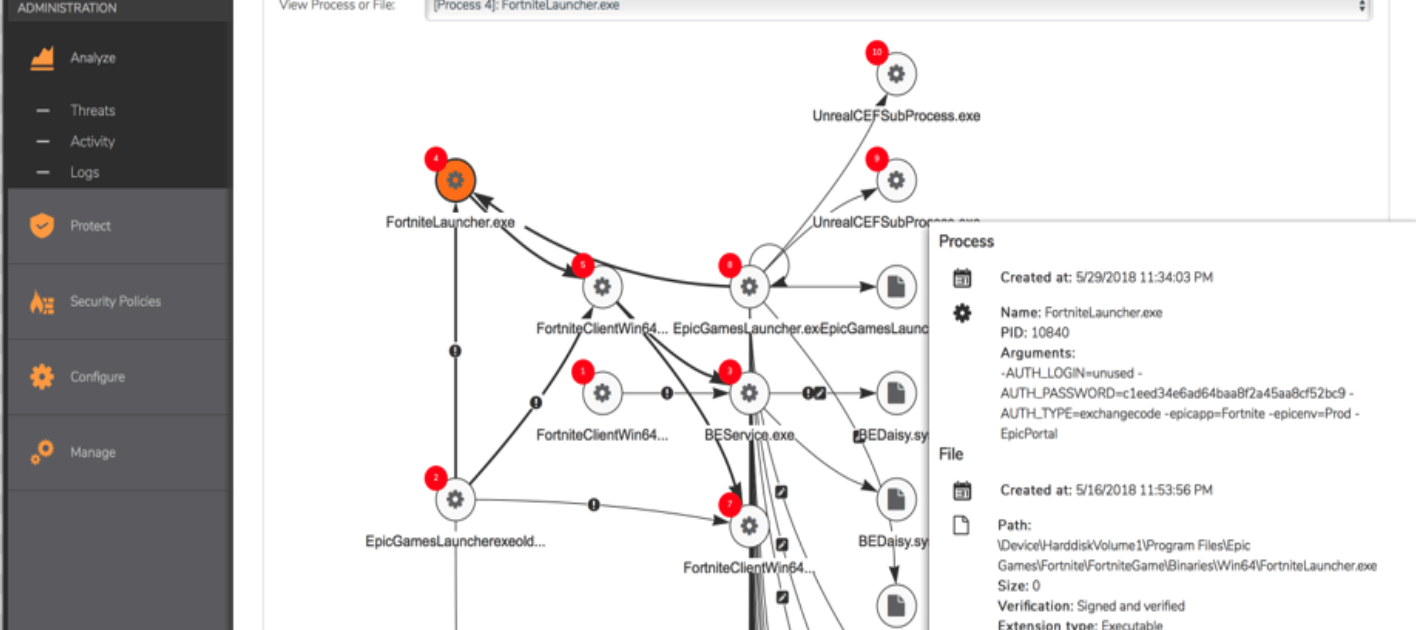 ADMINISTRATION
View Process or File:
[Process 4]: FortniteLauncher.exe
Analyze
Threats
Activity
Logs
Protect
Security Policies
Configure
Manage
10
UnrealCEFSubProcess.exe
4
FortniteLauncher.exe
9
UnrealCEFSubProcess.exe
5
FortniteClientWin64...
8
EpicGamesLauncher.ex
EpicGamesLaunc
1
FortniteClientWin64...
3
BEService.exe
BEDaisy.sy
2
EpicGamesLauncherexeold...
7
FortniteClientWin64...
BEDaisy.sy
Process
Created at: 5/29/2018 11:34:03 PM
Name: FortniteLauncher.exe
PID: 10840
Arguments:
-AUTH_LOGIN=unused -
AUTH_PASSWORD=c1eed34e6ad64baa8f2a45aa8cf52bc9 -
AUTH_TYPE=exchangecode -epicapp=Fortnite -epicenv=Prod -
EpicPortal
File
Created at: 5/16/2018 11:53:56 PM
Path:
\Device\HarddiskVolume1\Program Files\Epic
Games\Fortnite\FortniteGame\Binaries\Win64\FortniteLauncher.exe
Size: 0
Verification: Signed and verified
Extension type: Executable